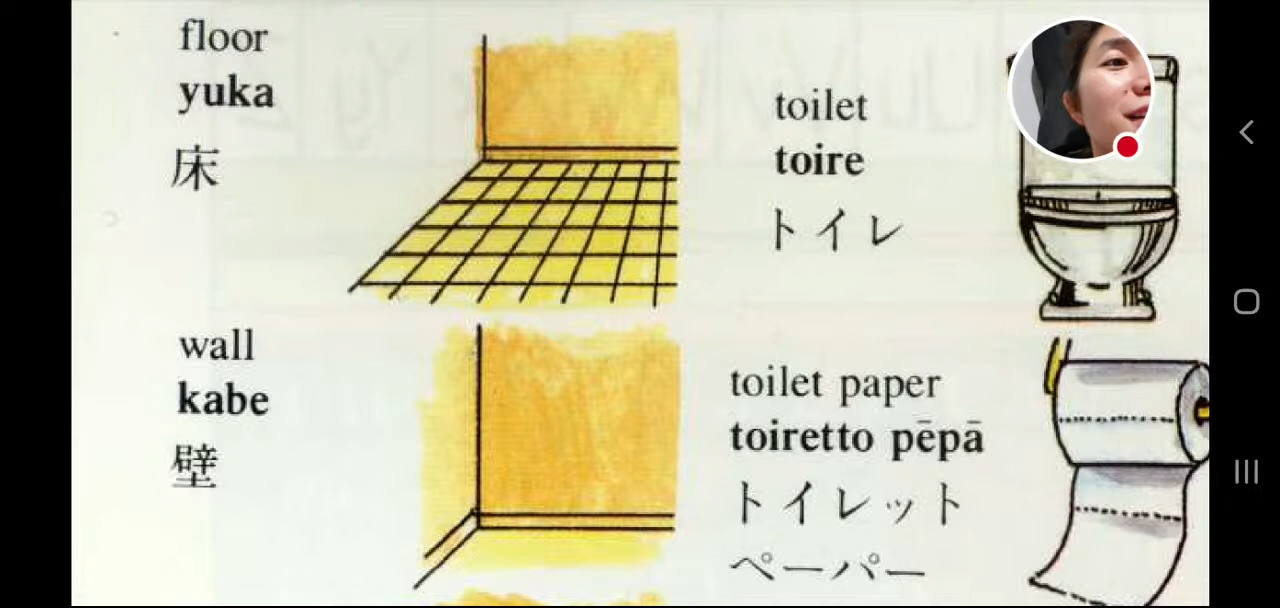 floor
yuka
床
wall
kabe
壁
toilet
toire
トイレ
toilet paper
toiretto pēpā
トイレット
ペーパー